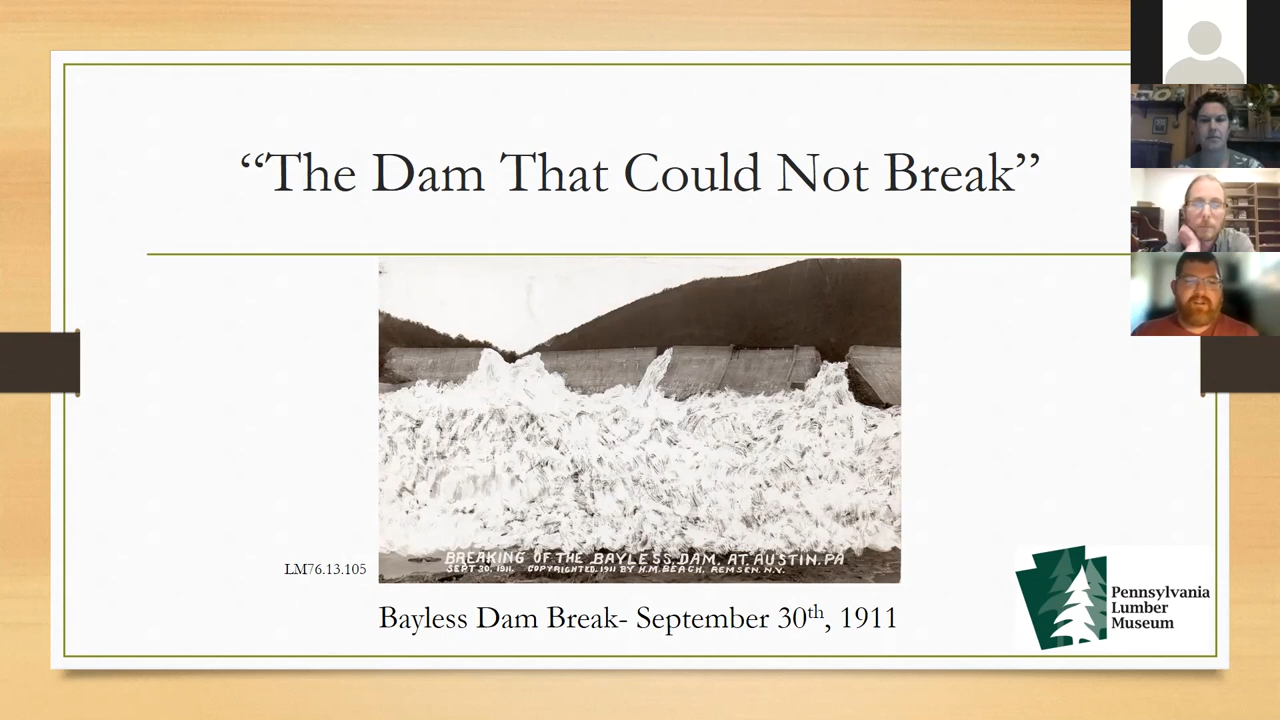 “The Dam That Could Not Break”
BREAKING OF THE BAYLESS DAM, AT AUSTIN. PA
SEPT 30, 1911. COPYRIGHTED. 1911 BY H.M. BEACH, REMSEN, N.Y.
LM76.13.105
Bayless Dam Break- September 30th, 1911
Pennsylvania
Lumber
Museum